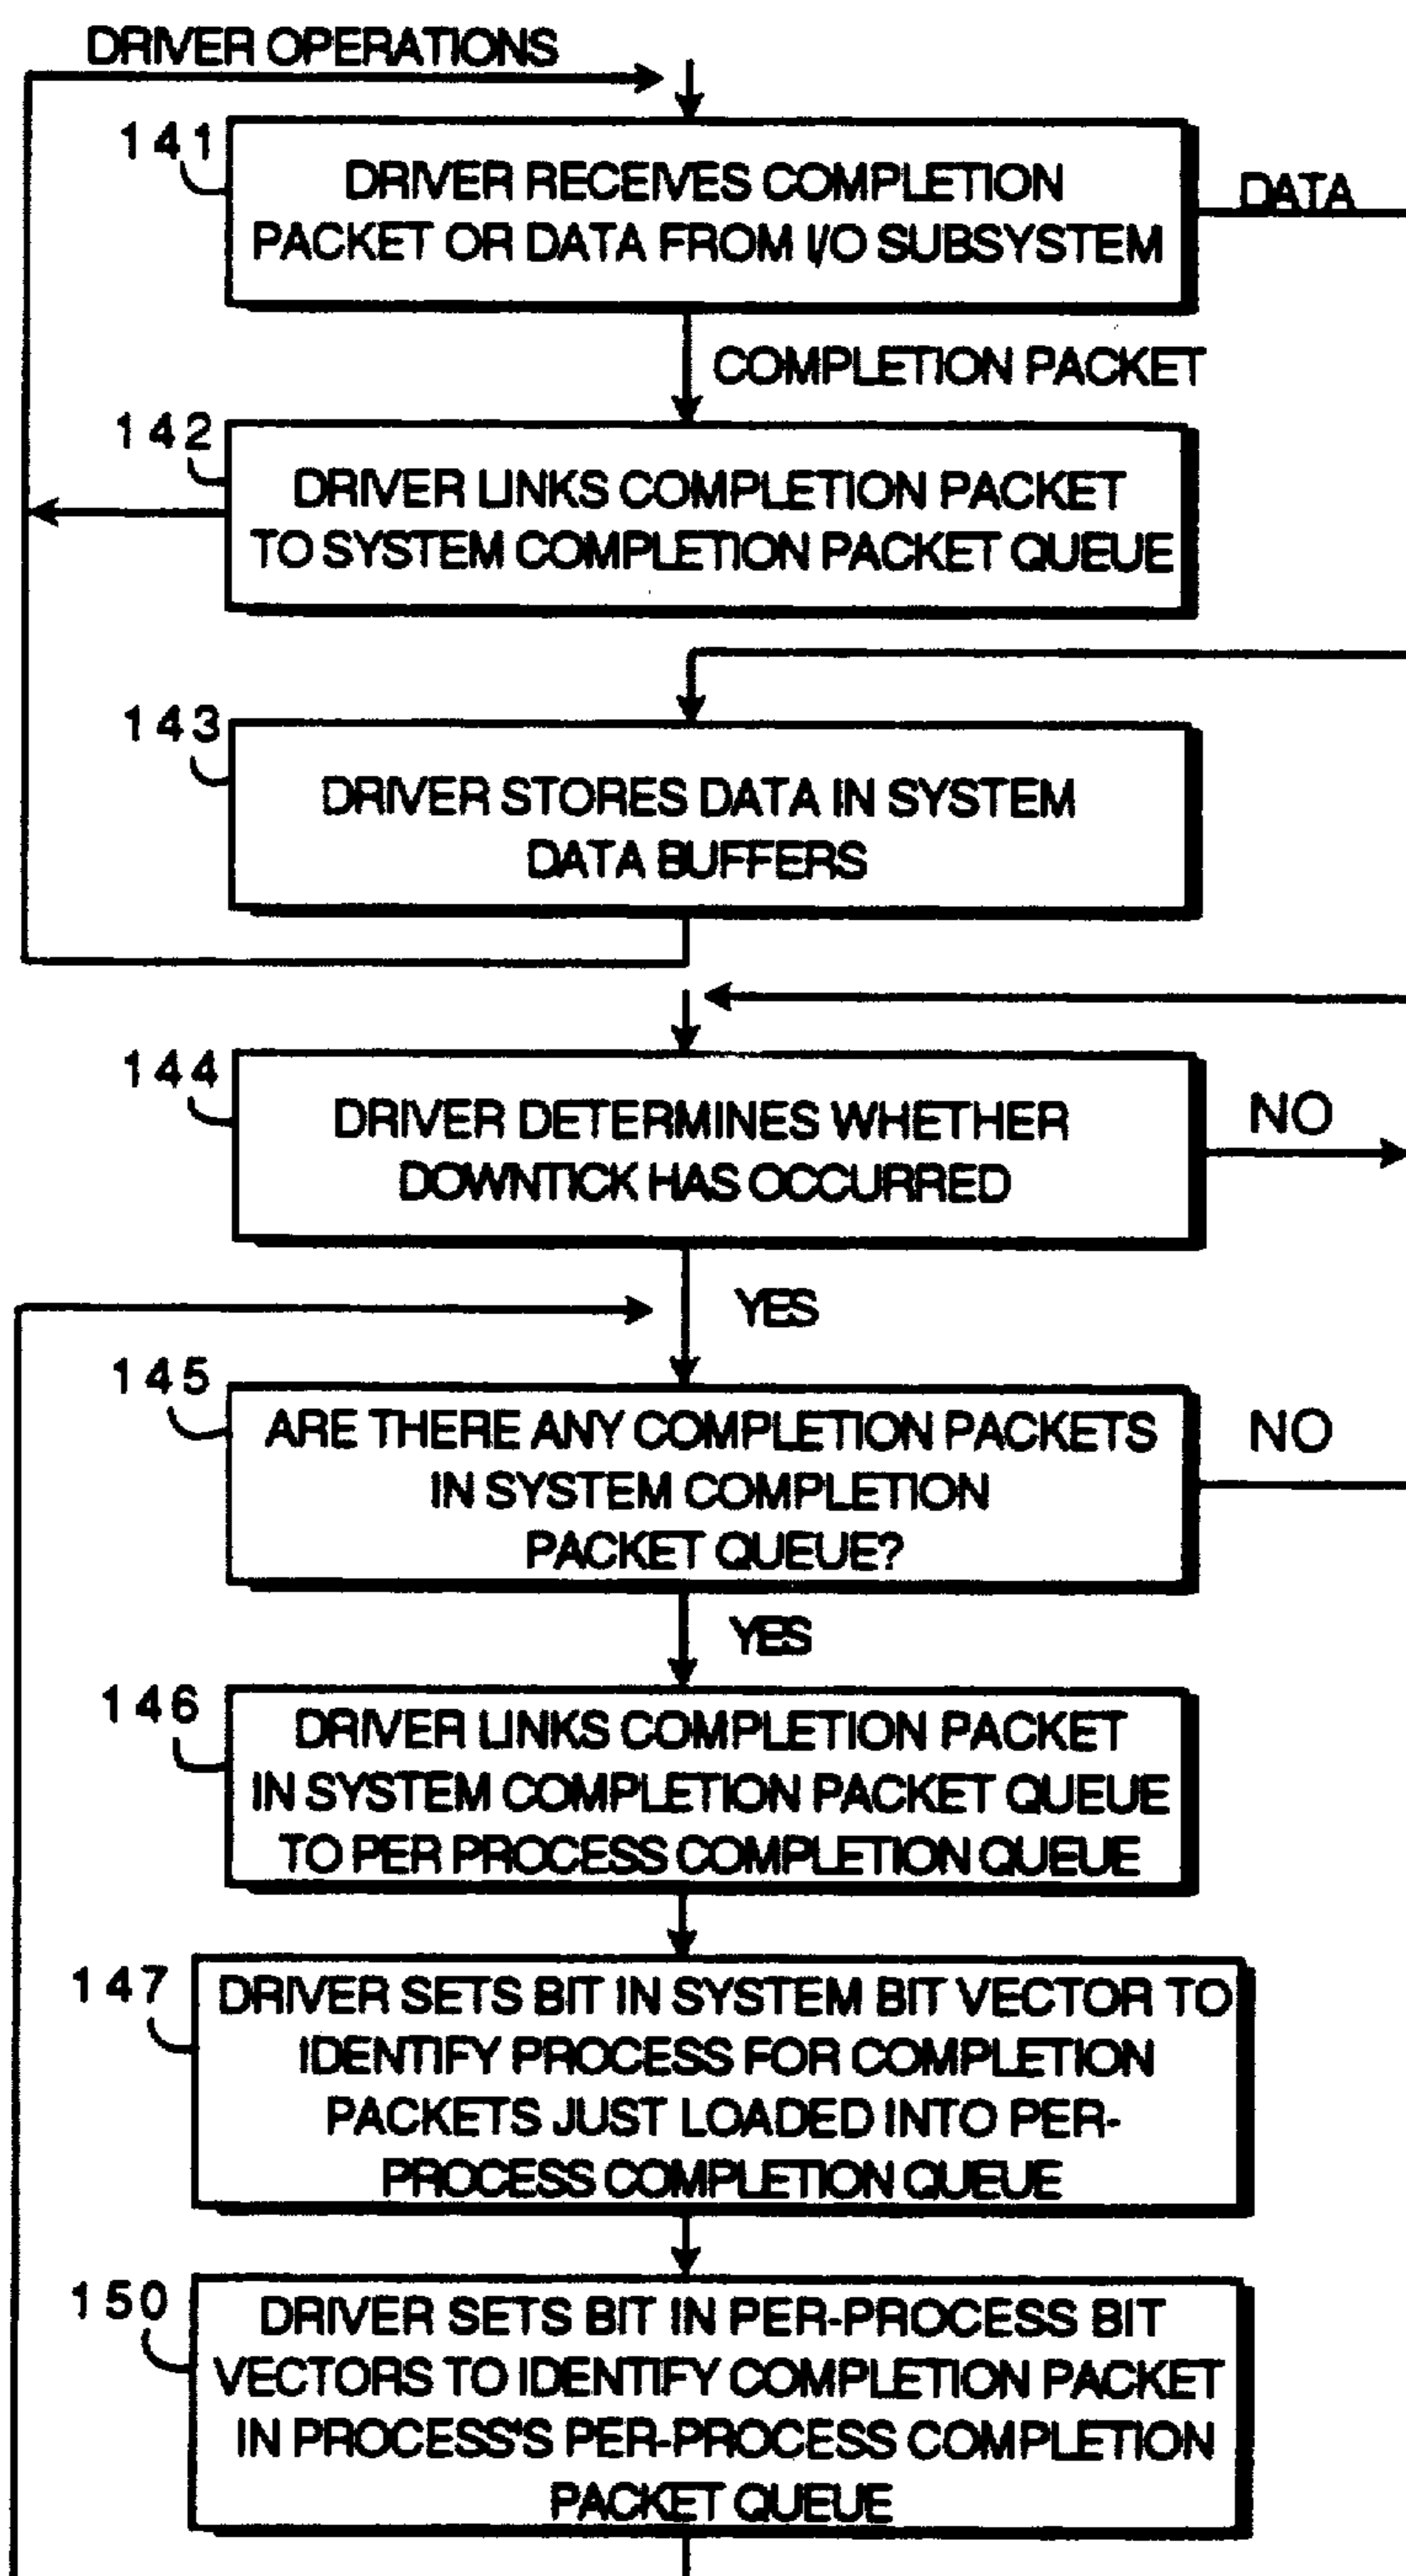 DRIVER OPERATIONS
141
DRIVER RECEIVES COMPLETION
PACKET OR DATA FROM I/O SUBSYSTEM
DATA
COMPLETION PACKET
142
DRIVER LINKS COMPLETION PACKET
TO SYSTEM COMPLETION PACKET QUEUE
143
DRIVER STORES DATA IN SYSTEM
DATA BUFFERS
144
DRIVER DETERMINES WHETHER
DOWNTICK HAS OCCURRED
NO
YES
145
ARE THERE ANY COMPLETION PACKETS
IN SYSTEM COMPLETION
PACKET QUEUE?
NO
YES
146
DRIVER LINKS COMPLETION PACKET
IN SYSTEM COMPLETION PACKET QUEUE
TO PER PROCESS COMPLETION QUEUE
147
DRIVER SETS BIT IN SYSTEM BIT VECTOR TO
IDENTIFY PROCESS FOR COMPLETION
PACKETS JUST LOADED INTO PER-
PROCESS COMPLETION QUEUE
150
DRIVER SETS BIT IN PER-PROCESS BIT
VECTORS TO IDENTIFY COMPLETION PACKET
IN PROCESS'S PER-PROCESS COMPLETION
PACKET QUEUE